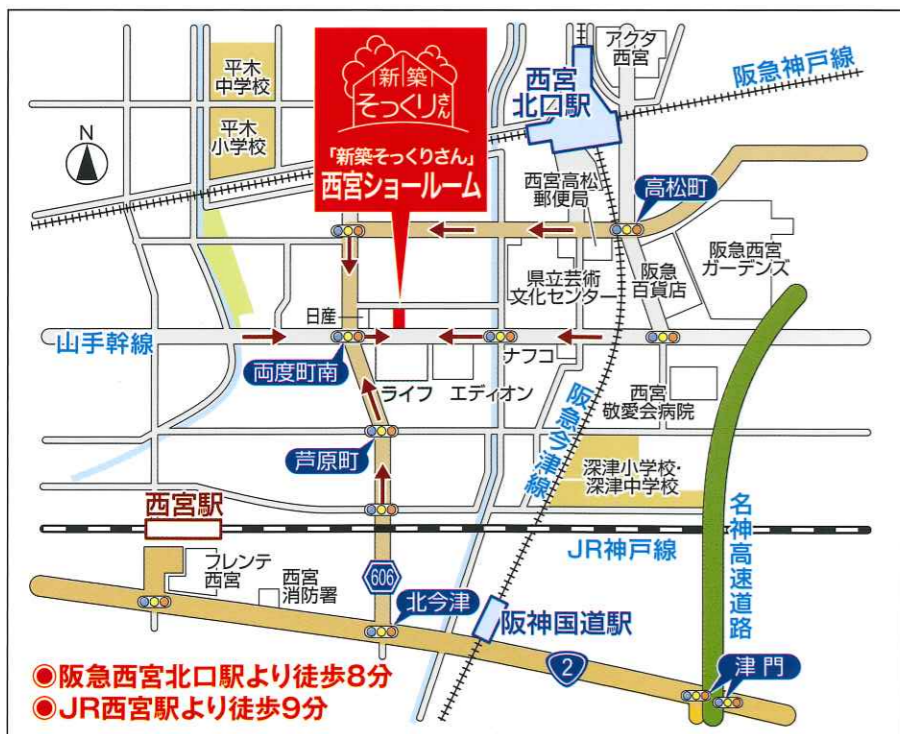 アクタ
西宮
阪急神戸線
平木
中学校
平木
小学校
N
新築
そっくりさん
「新築そっくりさん」
西宮ショールーム
西宮
北口駅
西宮高松
郵便局
高松町
県立芸術
文化センター
阪急
百貨店
阪急西宮
ガーデンズ
日産
山手幹線
両度町南
ライフ
エディオン
ナフコ
阪急今津線
西宮
敬愛会病院
芦原町
深津小学校・
深津中学校
西宮駅
JR神戸線
名神高速道路
フレンテ
西宮
西宮
消防署
606
北今津
阪神国道駅
2
津門
◉阪急西宮北口駅より徒歩8分
◉JR西宮駅より徒歩9分